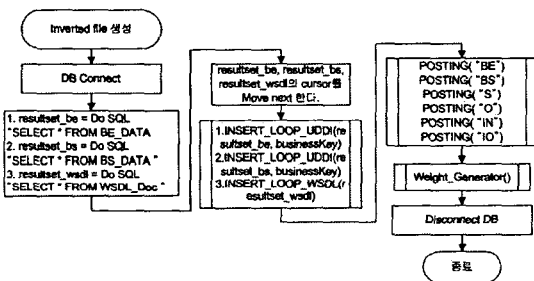 Inverted file 생성
DB Connect
1. resultset_be = Do SQL
"SELECT * FROM BE_DATA
2. resultset_bs = Do SQL
"SELECT * FROM BS_DATA "
3. resultset_wsdl = Do SQL
"SELECT * FROM WSDL_Doc "
resultset_be, resultset_bs,
resultset_wsdl의 cursor를
Move next 한다.
1.INSERT_LOOP_UDDI(re
sultset_be, businessKey)
2.INSERT_LOOP_UDDI(re
sultset_bs, businessKey)
3.INSERT_LOOP_WSDL(r
esultset_wsdl)
POSTING( "BE")
POSTING( "BS")
POSTING( "S")
POSTING( "O")
POSTING( "IN")
POSTING( "IO")
Weight_Generator()
Disconnect DB
종료